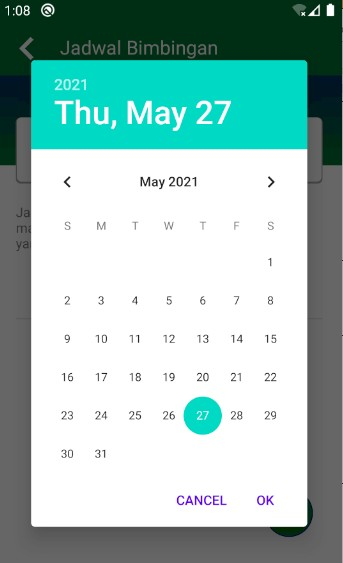 1:08
Jadwal Bimbingan
2021
Thu, May 27
May 2021
S M T W T F S
1
2 3 4 5 6 7 8
9 10 11 12 13 14 15
16 17 18 19 20 21 22
23 24 25 26 27 28 29
30 31
CANCEL OK